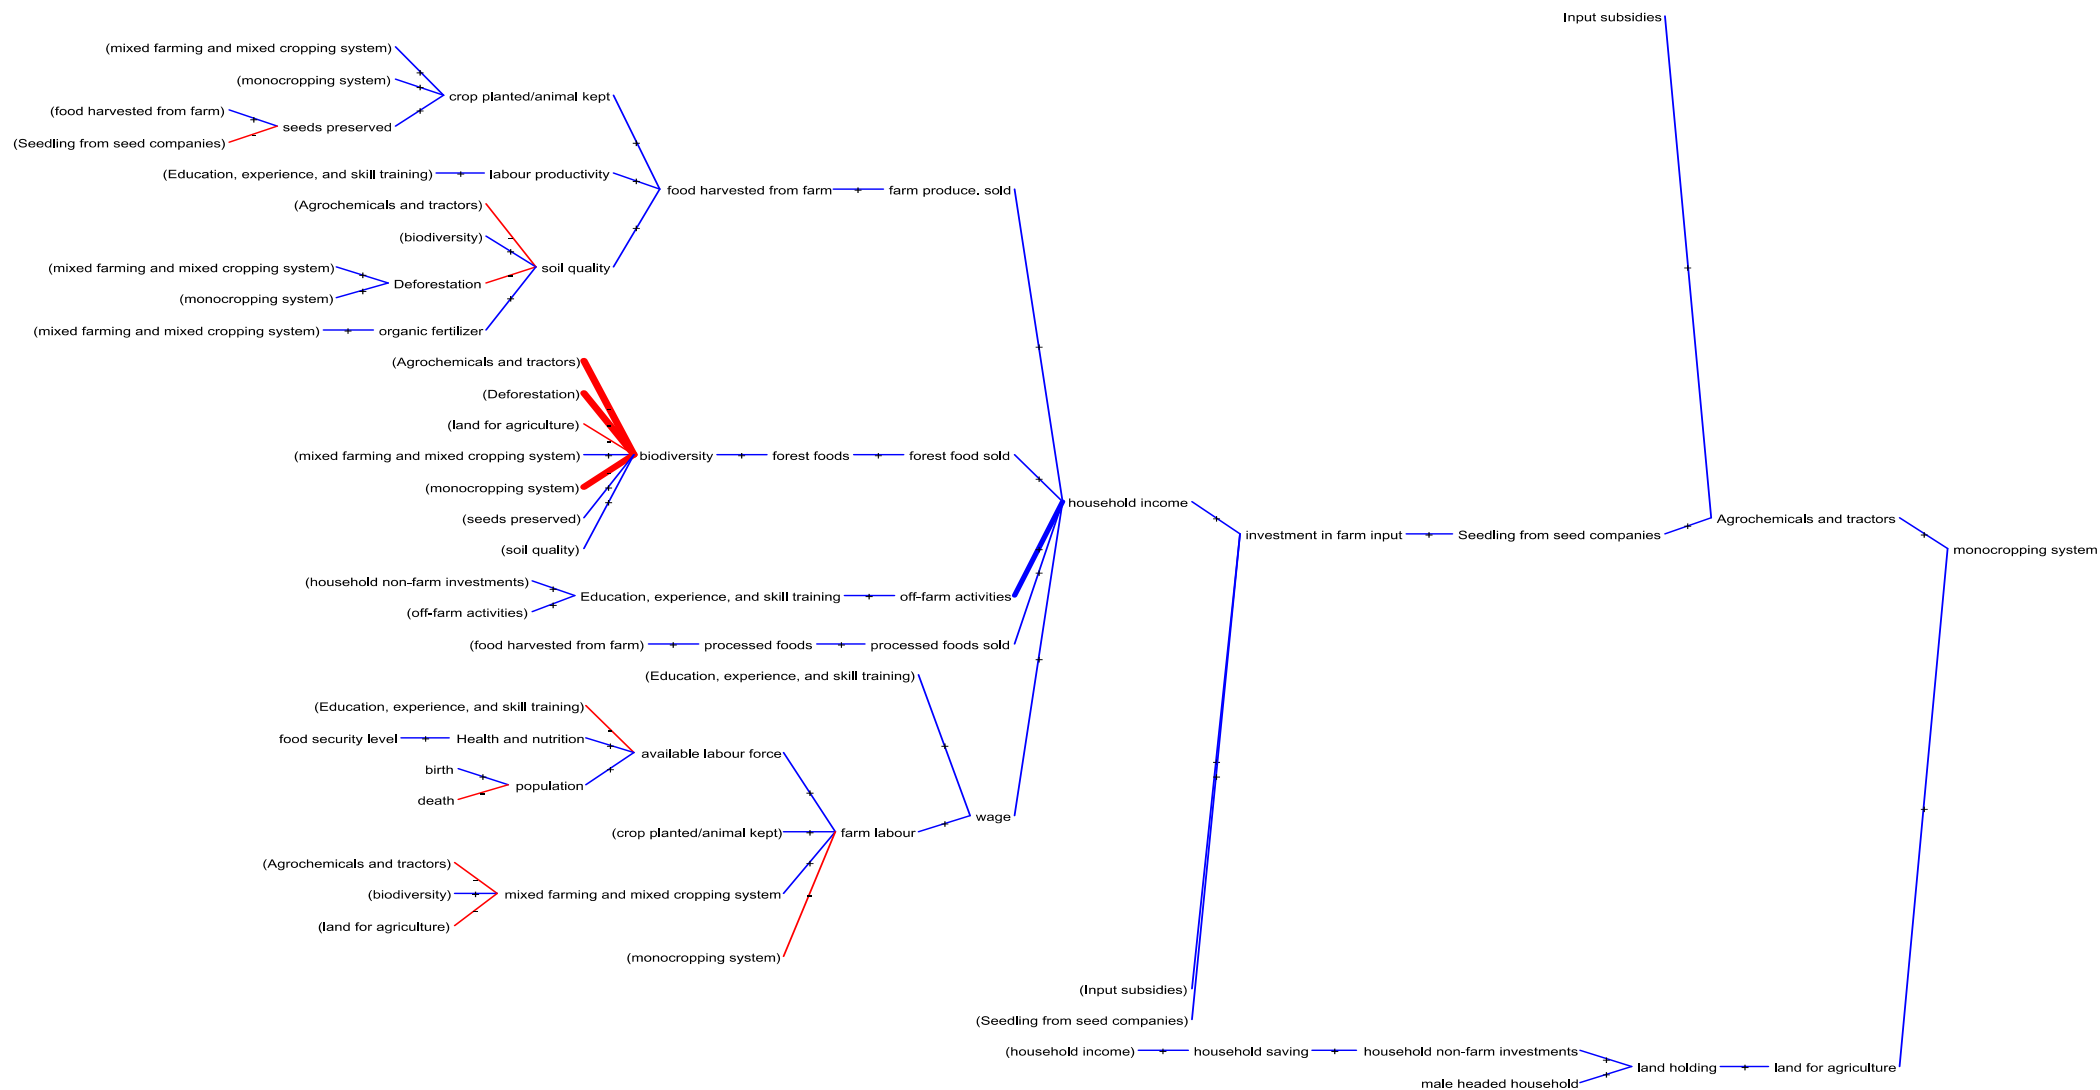 Input subsidies
(mixed farming and mixed cropping system)
(monocropping system)
crop planted/animal kept
(food harvested from farm)
seeds preserved
(Seedling from seed companies)
(Education, experience, and skill training)
labour productivity
food harvested from farm
farm produce. sold
(Agrochemicals and tractors)
(biodiversity)
soil quality
(mixed farming and mixed cropping system)
Deforestation
(monocropping system)
(mixed farming and mixed cropping system)
organic fertilizer
(Agrochemicals and tractors)
(Deforestation)
(land for agriculture)
(mixed farming and mixed cropping system)
biodiversity
forest foods
forest food sold
(monocropping system)
(seeds preserved)
(soil quality)
household income
investment in farm input
Seedling from seed companies
Agrochemicals and tractors
monocropping system
(household non-farm investments)
(off-farm activities)
Education, experience, and skill training
off-farm activities
(food harvested from farm)
processed foods
processed foods sold
(Education, experience, and skill training)
(Education, experience, and skill training)
food security level
Health and nutrition
available labour force
birth
population
death
wage
(crop planted/animal kept)
farm labour
(Agrochemicals and tractors)
(biodiversity)
mixed farming and mixed cropping system
(land for agriculture)
(monocropping system)
(Input subsidies)
(Seedling from seed companies)
(household income)
household saving
household non-farm investments
land holding
land for agriculture
male headed household